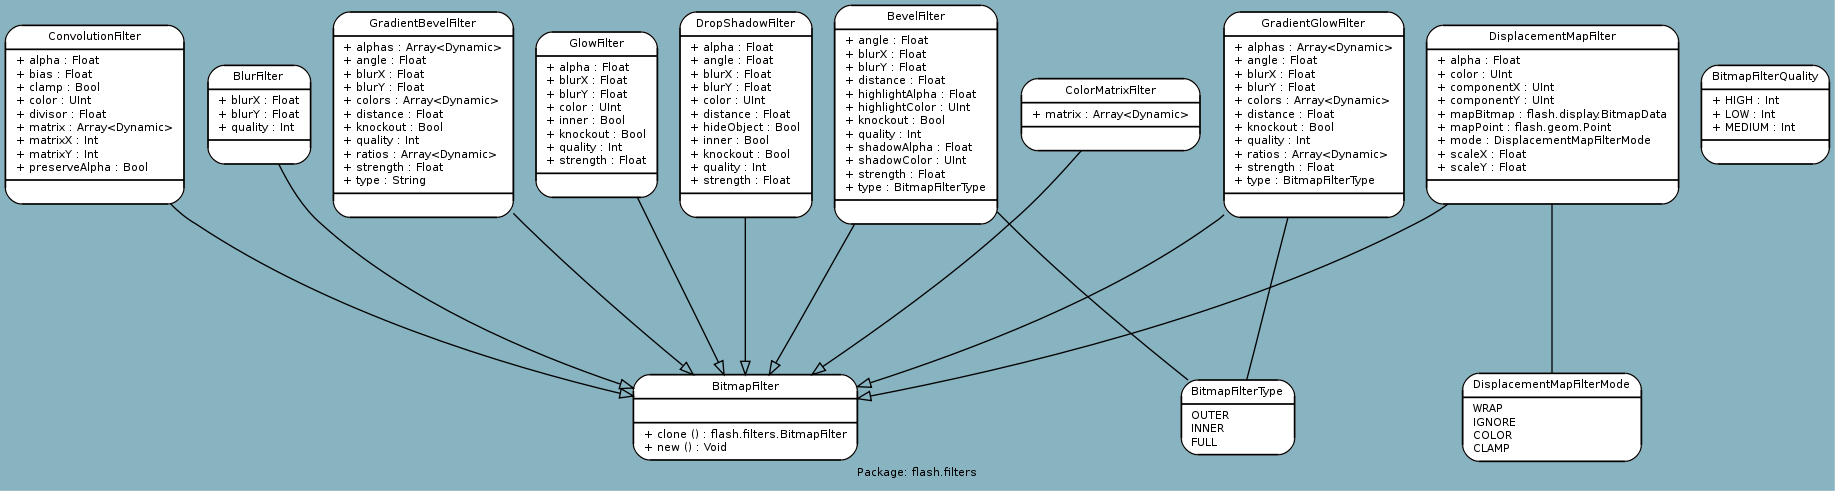 ConvolutionFilter
+ alpha : Float
+ bias : Float
+ clamp : Bool
+ color : UInt
+ divisor : Float
+ matrix : Array<Dynamic>
+ matrixX : Int
+ matrixY : Int
+ preserveAlpha : Bool
BlurFilter
+ blurX : Float
+ blurY : Float
+ quality : Int
GradientBevelFilter
+ alphas : Array<Dynamic>
+ angle : Float
+ blurX : Float
+ blurY : Float
+ colors : Array<Dynamic>
+ distance : Float
+ knockout : Bool
+ quality : Int
+ ratios : Array<Dynamic>
+ strength : Float
+ type : String
GlowFilter
+ alpha : Float
+ blurX : Float
+ blurY : Float
+ color : UInt
+ inner : Bool
+ knockout : Bool
+ quality : Int
+ strength : Float
DropShadowFilter
+ alpha : Float
+ angle : Float
+ blurX : Float
+ blurY : Float
+ color : UInt
+ distance : Float
+ hideObject : Bool
+ inner : Bool
+ knockout : Bool
+ quality : Int
+ strength : Float
BevelFilter
+ angle : Float
+ blurX : Float
+ blurY : Float
+ distance : Float
+ highlightAlpha : Float
+ highlightColor : UInt
+ knockout : Bool
+ quality : Int
+ shadowAlpha : Float
+ shadowColor : UInt
+ strength : Float
+ type : BitmapFilterType
ColorMatrixFilter
+ matrix : Array<Dynamic>
GradientGlowFilter
+ alphas : Array<Dynamic>
+ angle : Float
+ blurX : Float
+ blurY : Float
+ colors : Array<Dynamic>
+ distance : Float
+ knockout : Bool
+ quality : Int
+ ratios : Array<Dynamic>
+ strength : Float
+ type : BitmapFilterType
DisplacementMapFilter
+ alpha : Float
+ color : UInt
+ componentX : UInt
+ componentY : UInt
+ mapBitmap : flash.display.BitmapData
+ mapPoint : flash.geom.Point
+ mode : DisplacementMapFilterMode
+ scaleX : Float
+ scaleY : Float
BitmapFilterQuality
+ HIGH : Int
+ LOW : Int
+ MEDIUM : Int
BitmapFilter
+ clone () : flash.filters.BitmapFilter
+ new () : Void
BitmapFilterType
OUTER
INNER
FULL
DisplacementMapFilterMode
WRAP
IGNORE
COLOR
CLAMP
Package: flash.filters